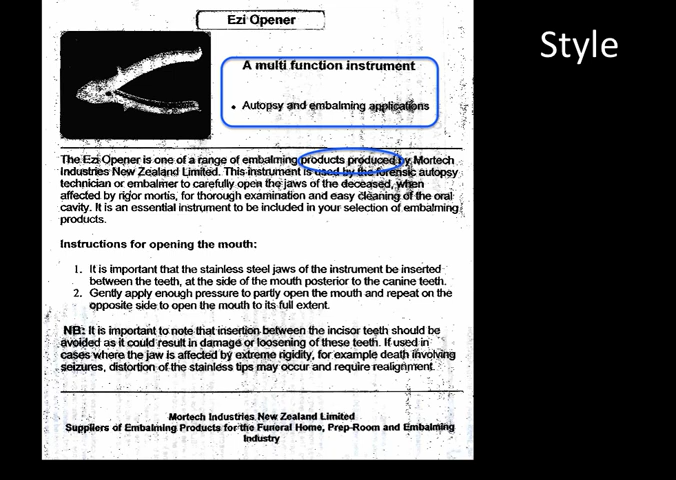 Ezi Opener
Style
A multi function instrument
• Autopsy and embalming applications
The Ezi Opener is one of a range of embalming products produced by Mortech
Industries New Zealand Limited. This instrument is used by the forensic autopsy
technician or embalmer to carefully open the jaws of the deceased, when
affected by rigor mortis, for thorough examination and easy cleaning of the oral
cavity. It is an essential instrument to be included in your selection of embalming
products.
Instructions for opening the mouth:
1. It is important that the stainless steel jaws of the instrument be inserted
between the teeth, at the side of the mouth posterior to the canine teeth.
2. Gently apply enough pressure to partly open the mouth and repeat on the
opposite side to open the mouth to its full extent.
NB: It is important to note that insertion between the incisor teeth should be
avoided as it could result in damage or loosening of these teeth. If used in
cases where the jaw is affected by extreme rigidity, for example death involving
seizures, distortion of the stainless tips may occur and require realignment.
Mortech Industries New Zealand Limited
Suppliers of Embalming Products for the Funeral Home, Prep-Room and Embalming
Industry